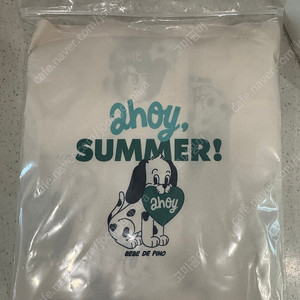 ahoy,
SUMMER!
ahoy
BEBE DE PINO